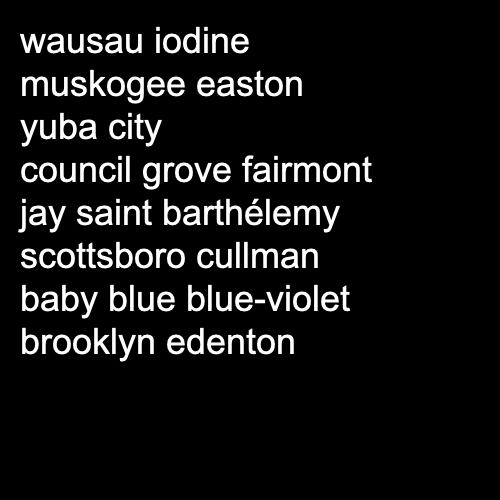 wausau iodine
muskogee easton
yuba city
council grove fairmont
jay saint barthélemy
scottsboro cullman
baby blue blue-violet
brooklyn edenton